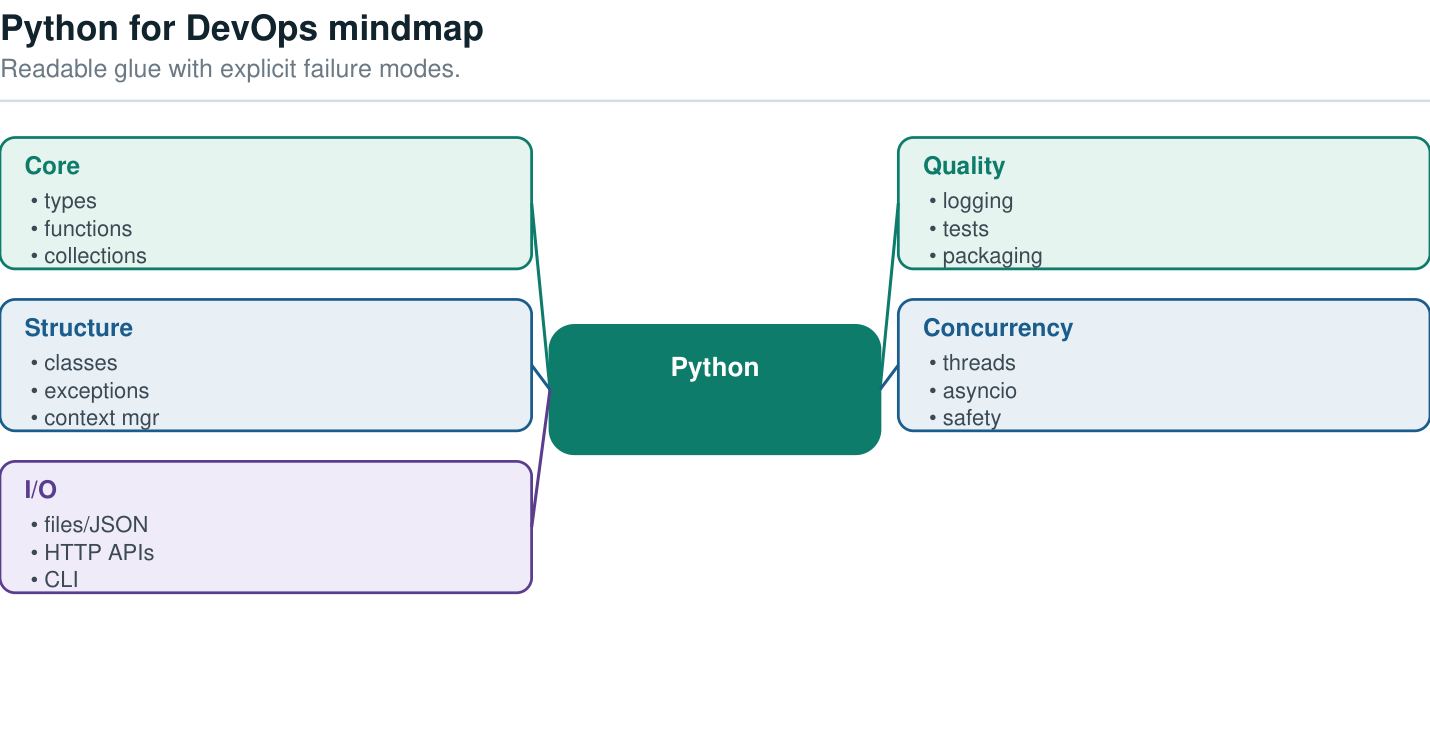 Python for DevOps mindmap
Readable glue with explicit failure modes.
Core
• types
• functions
• collections
Structure
• classes
• exceptions
• context mgr
I/O
• files/JSON
• HTTP APIs
• CLI
Python
Quality
• logging
• tests
• packaging
Concurrency
• threads
• asyncio
• safety